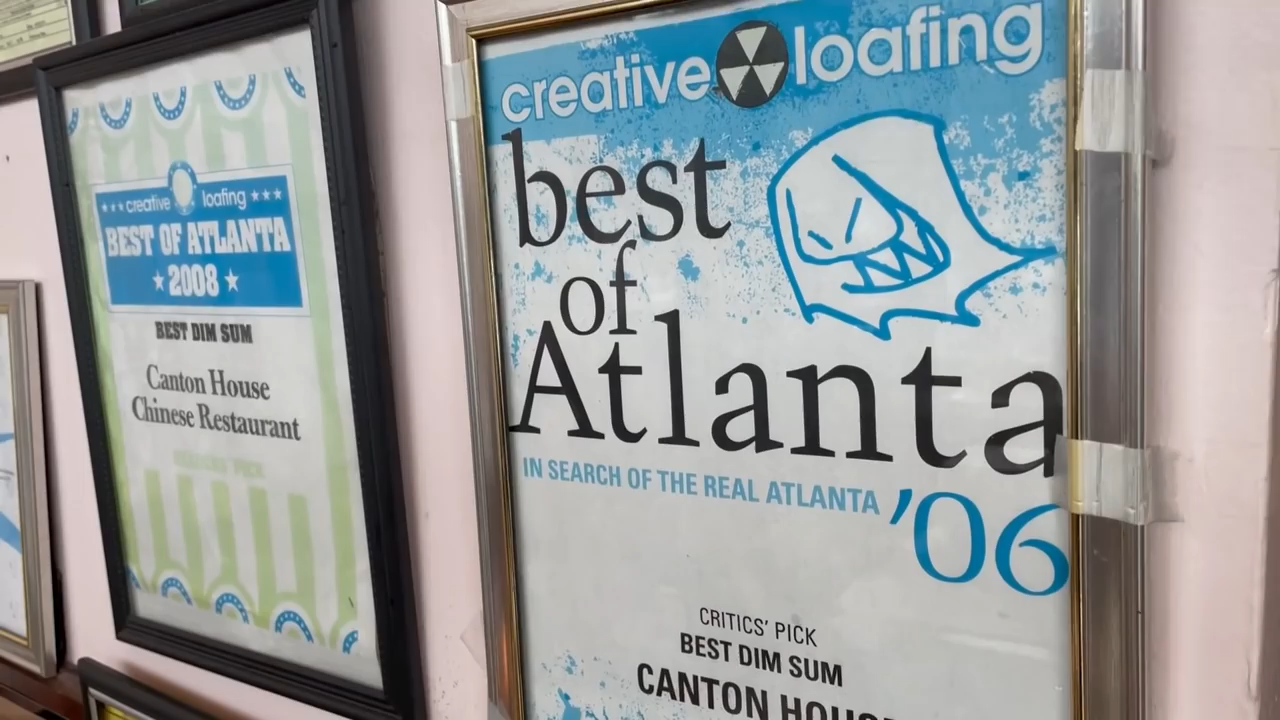 creative loafing
BEST OF ATLANTA
2008
BEST DIM SUM
Canton House
Chinese Restaurant
creative loafing
best
of
Atlanta
IN SEARCH OF THE REAL ATLANTA '06
CRITICS' PICK
BEST DIM SUM
CANTON